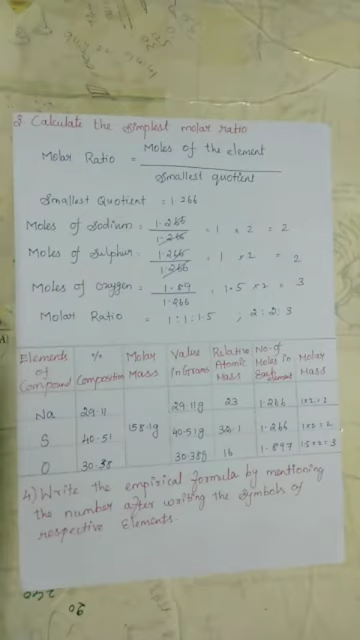 3. Calculate the simplest molar ratio
Molar Ratio = Moles of the element
Smallest quotient
Smallest Quotient = 1.266
Moles of Sodium = 1.266 / 1.266 = 1 × 2 = 2
Moles of Sulphur = 1.266 / 1.266 = 1 × 2 = 2
Moles of Oxygen = 1.89 / 1.266 = 1.5 × 2 = 3
Molar Ratio = 1:1:1.5 ; 2:2:3
Elements of Compound | % Composition | Molar Mass | Value in Grams | Relative Atomic Mass | No. of Moles in Each element | Molar Mass
Na 29.11 29.11g 23 1.266 1×2=2
S 40.51 158.1g 40.51g 32.1 1.266 1×2=2
O 30.38 30.38g 16 1.897 1.5×2=3
4) Write the empirical formula by mentioning
the number after writing the symbols of
respective Elements.